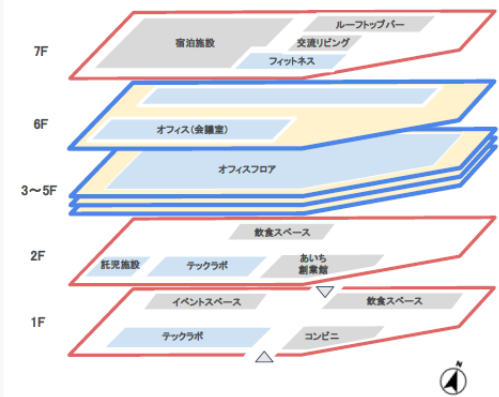 7F
宿泊施設
ルーフトップバー
交流リビング
フィットネス
6F
オフィス(会議室)
3～5F
オフィスフロア
2F
飲食スペース
託児施設
テックラボ
あいち
創業館
1F
イベントスペース
飲食スペース
テックラボ
コンビニ
N